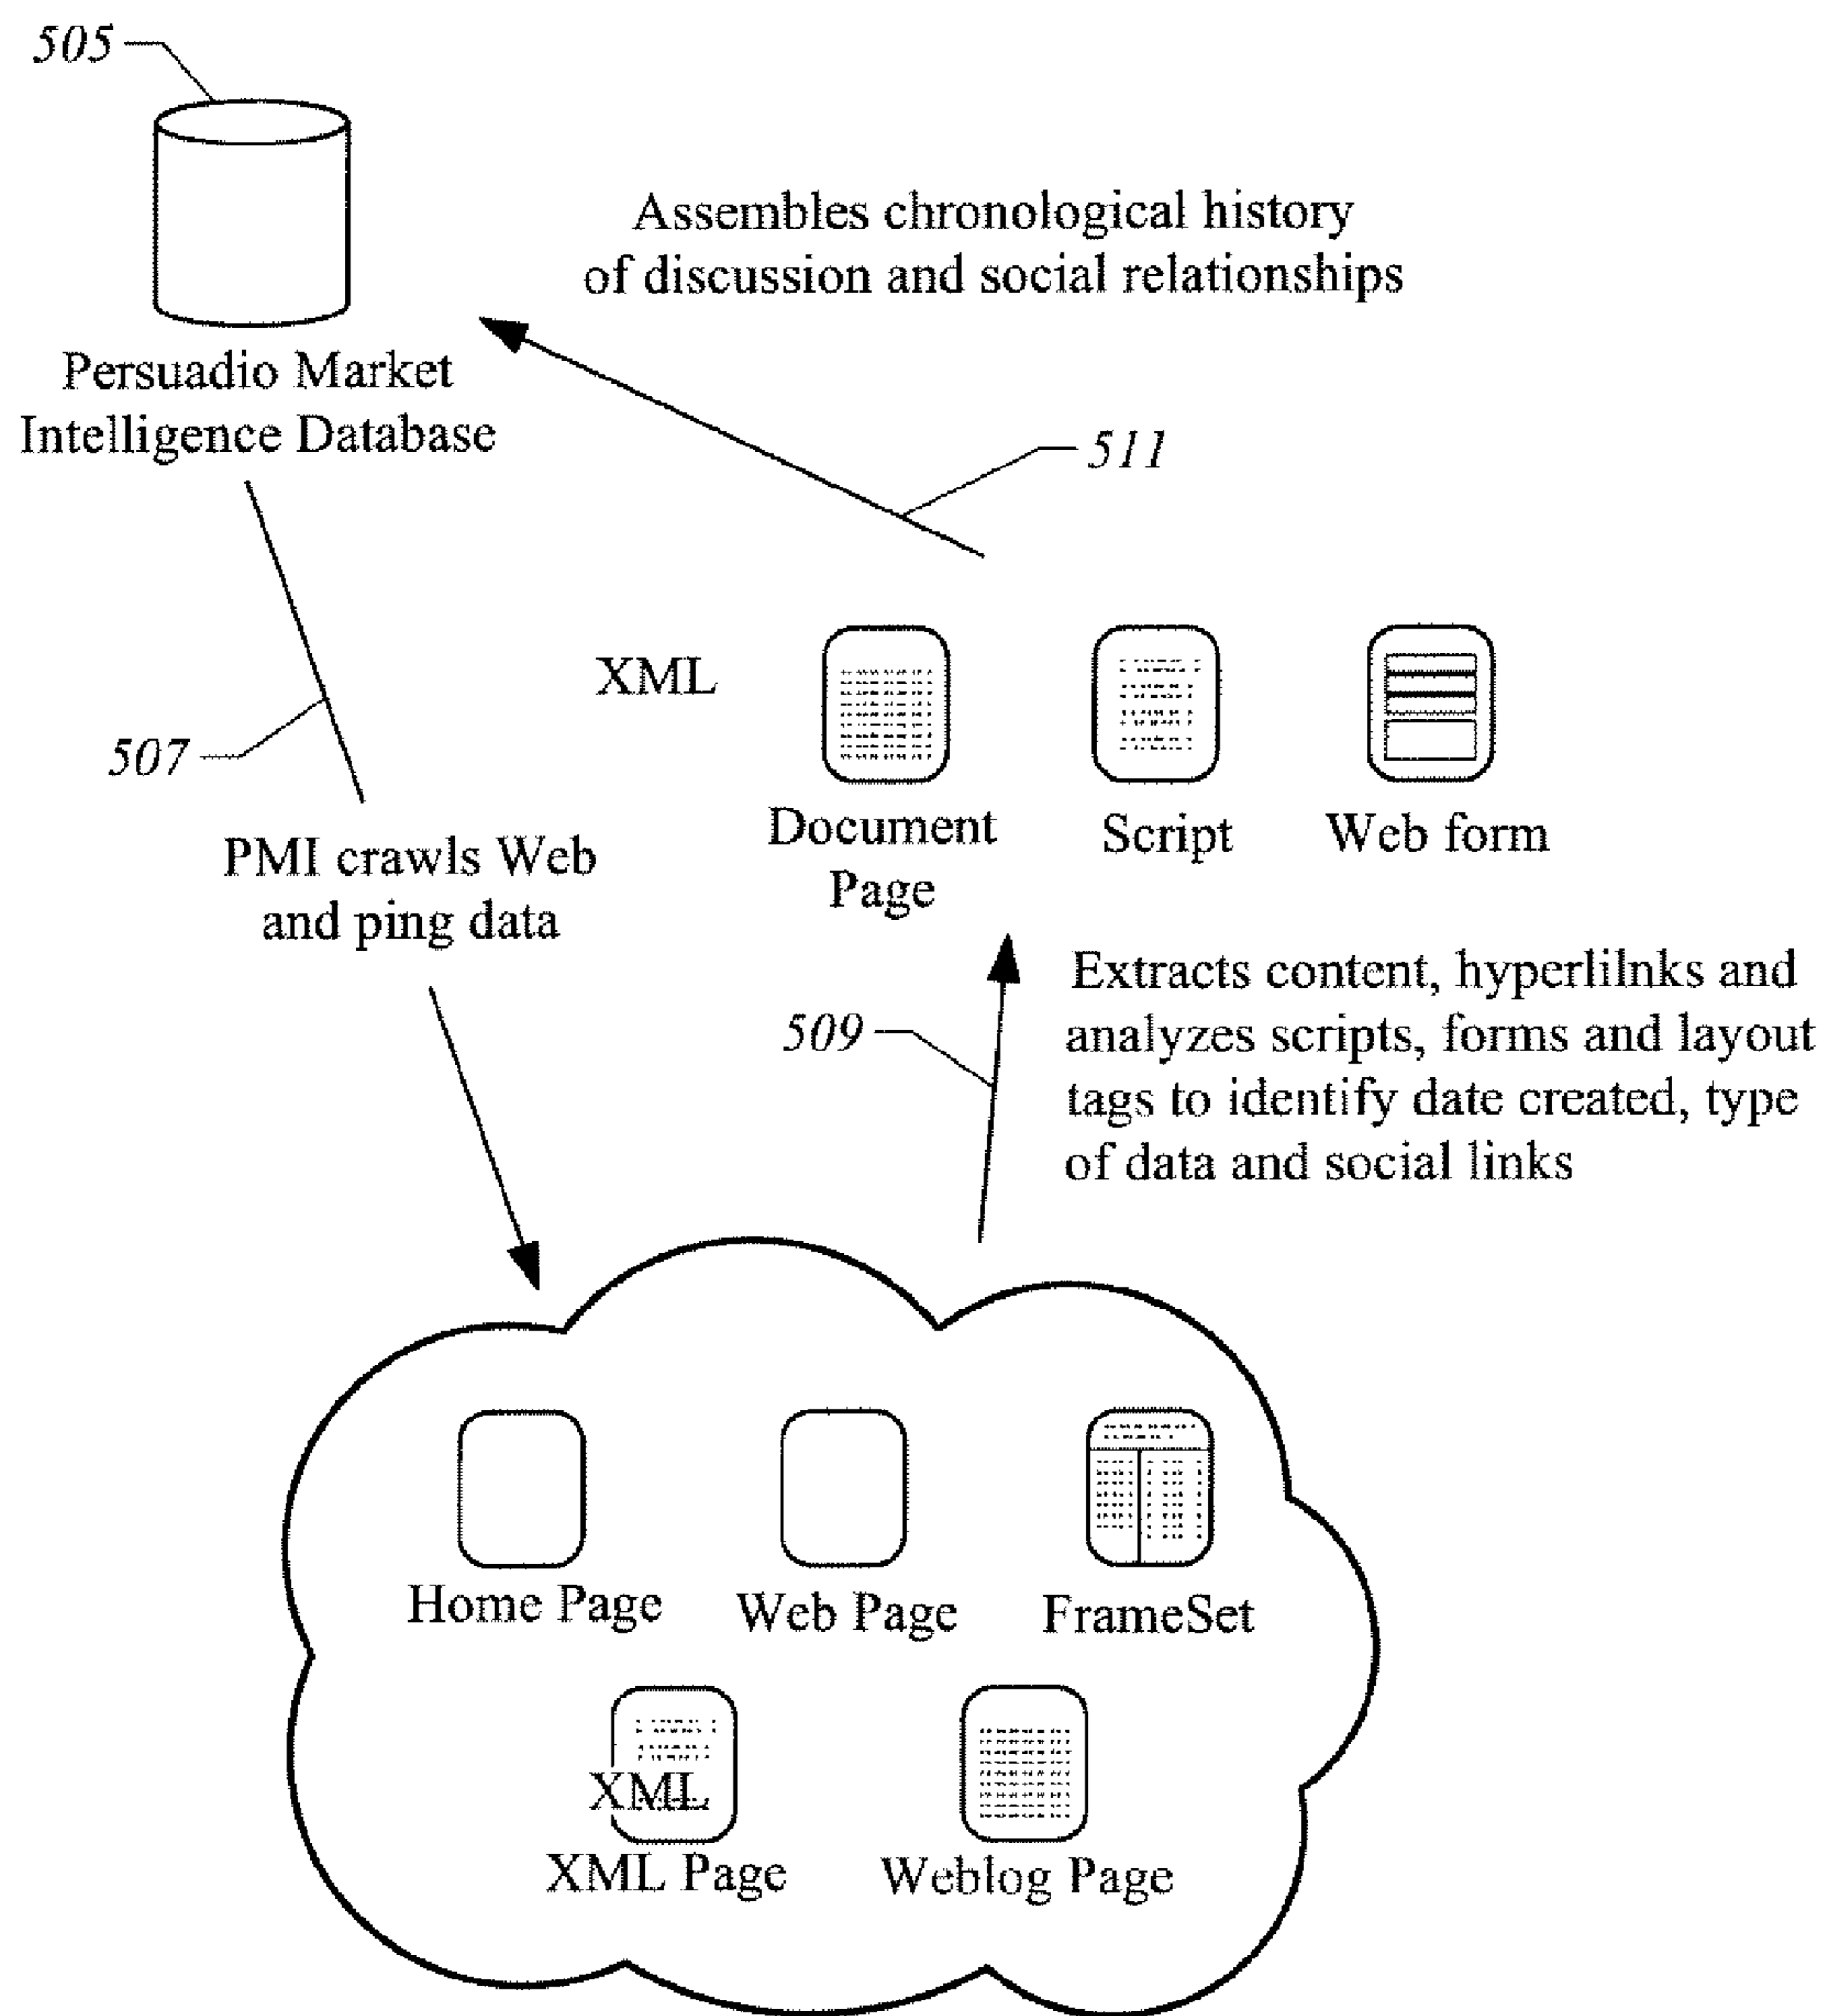 505
Assembles chronological history
of discussion and social relationships
Persuadio Market
Intelligence Database
511
XML
507
Document
Page
Script
Web form
PMI crawls Web
and ping data
509
Extracts content, hyperlilnks and
analyzes scripts, forms and layout
tags to identify date created, type
of data and social links
Home Page
Web Page
FrameSet
XML
XML Page
Weblog Page